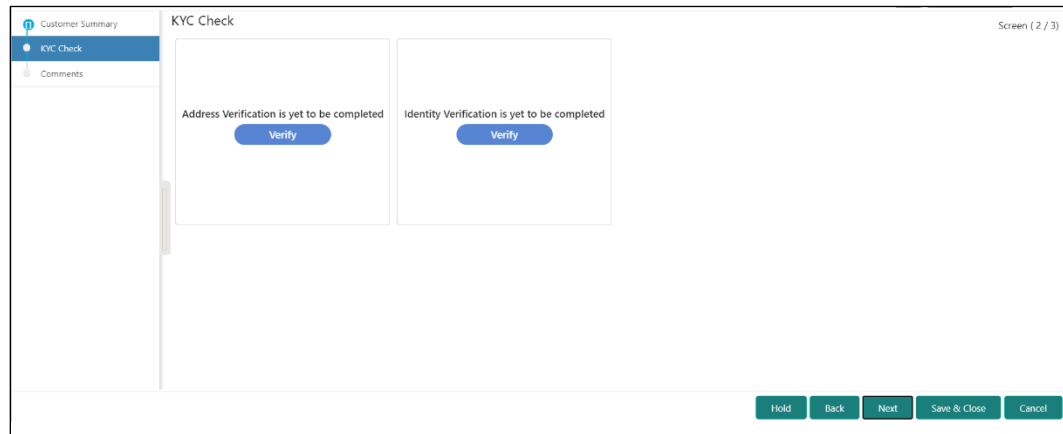 Customer Summary
KYC Check
Comments
KYC Check
Screen ( 2 / 3)
Address Verification is yet to be completed
Verify
Identity Verification is yet to be completed
Verify
Hold
Back
Next
Save & Close
Cancel